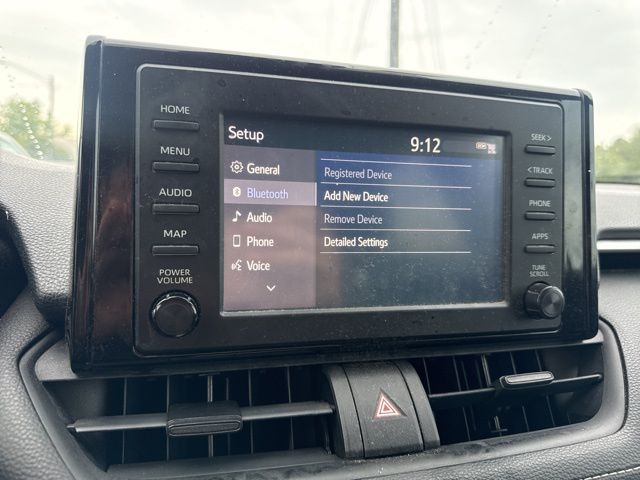 HOME
MENU
AUDIO
MAP
POWER
VOLUME
Setup
9:12
General
Bluetooth
Audio
Phone
Voice
Registered Device
Add New Device
Remove Device
Detailed Settings
SEEK >
< TRACK
PHONE
APPS
TUNE
SCROLL